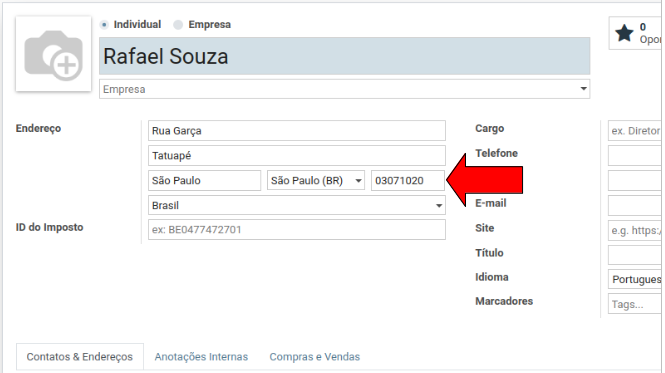 Individual Empresa
0
Opor
Rafael Souza
Empresa
Endereço
Rua Garça
Tatuapé
São Paulo São Paulo (BR) 03071020
Brasil
ID do Imposto ex: BE0477472701
Cargo ex. Diretor
Telefone
E-mail
Site e.g. https:/
Título
Idioma Portugues
Marcadores Tags...
Contatos & Endereços Anotações Internas Compras e Vendas